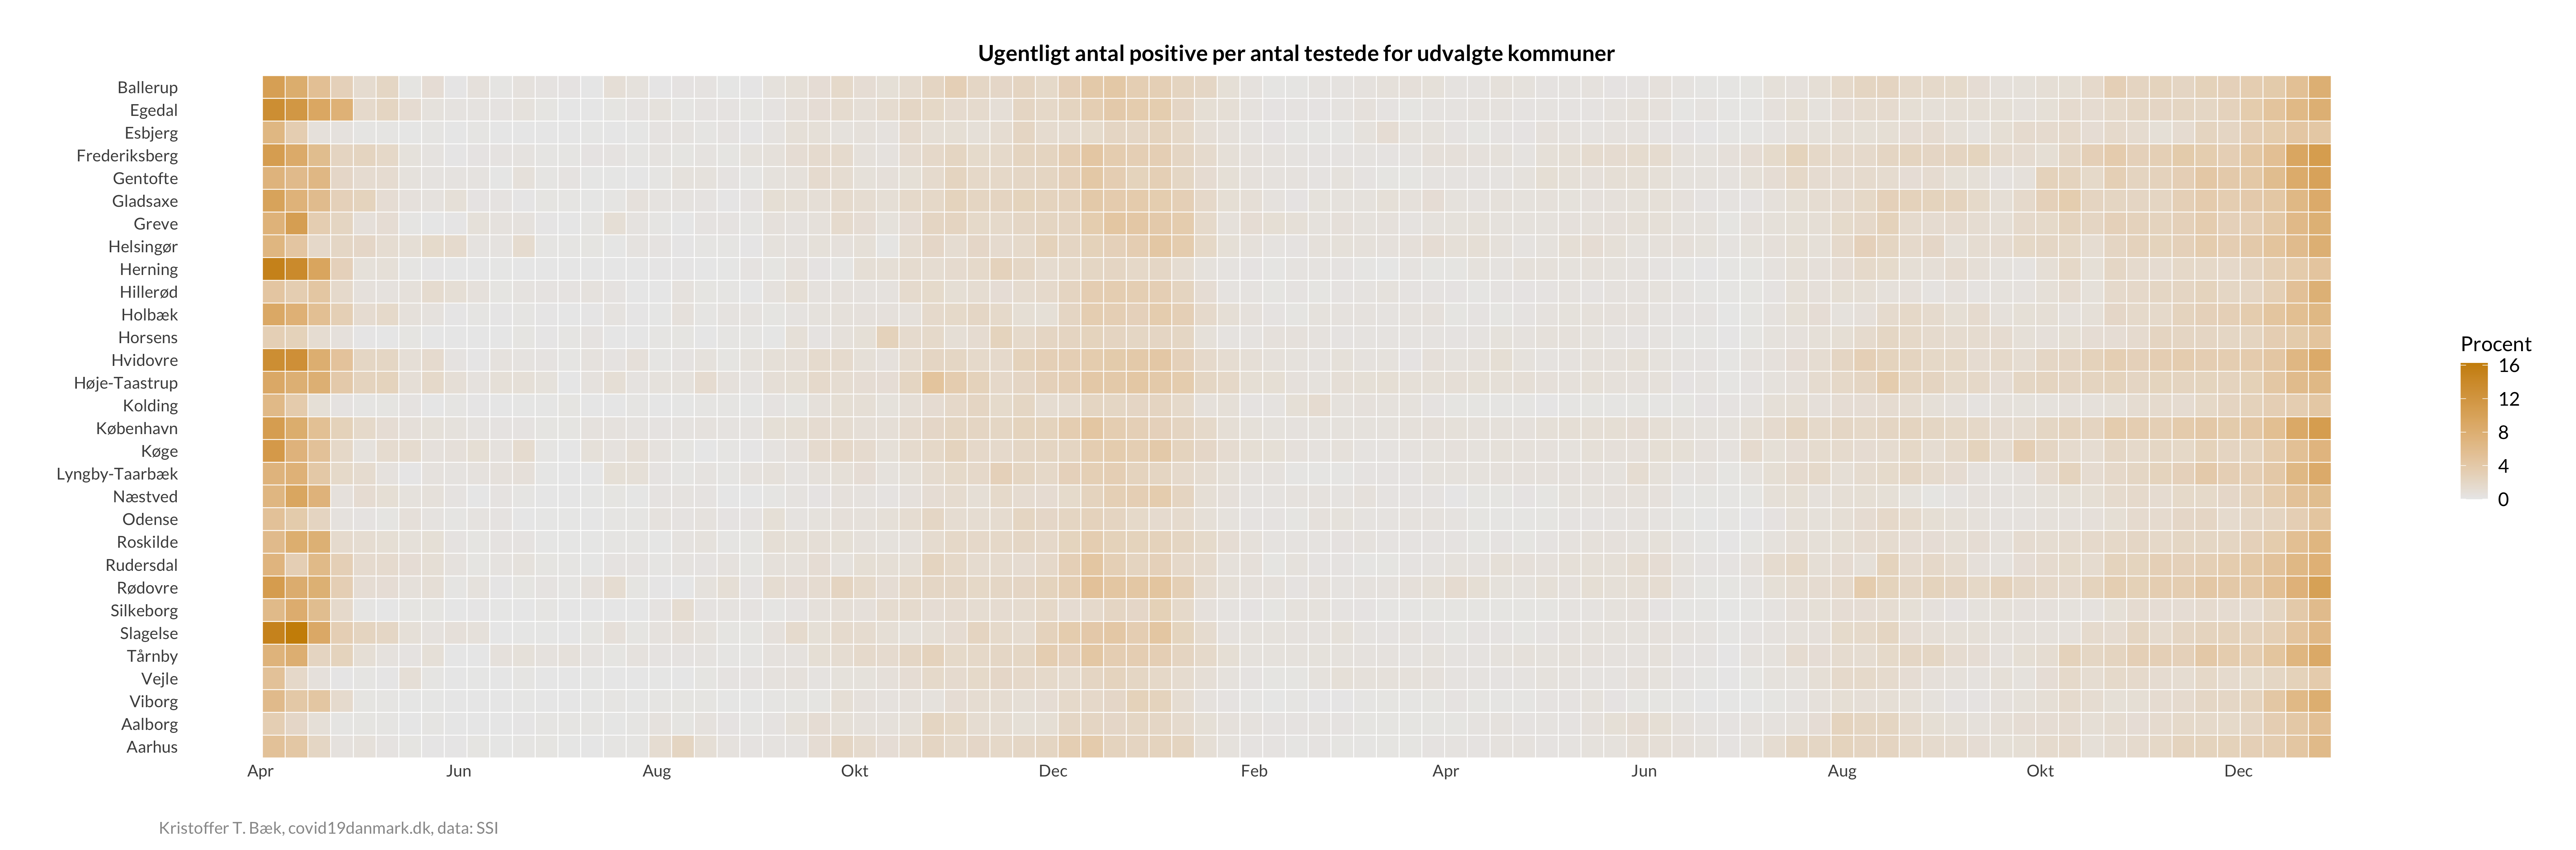 Ugentligt antal positive per antal testede for udvalgte kommuner
Ballerup
Egedal
Esbjerg
Frederiksberg
Gentofte
Gladsaxe
Greve
Helsingør
Herning
Hillerød
Holbæk
Horsens
Hvidovre
Høje-Taastrup
Kolding
København
Køge
Lyngby-Taarbæk
Næstved
Odense
Roskilde
Rudersdal
Rødovre
Silkeborg
Slagelse
Tårnby
Vejle
Viborg
Aalborg
Aarhus
Apr Jun Aug Okt Dec Feb Apr Jun Aug Okt Dec
Procent
16
12
8
4
0
Kristoffer T. Bæk, covid19danmark.dk, data: SSI